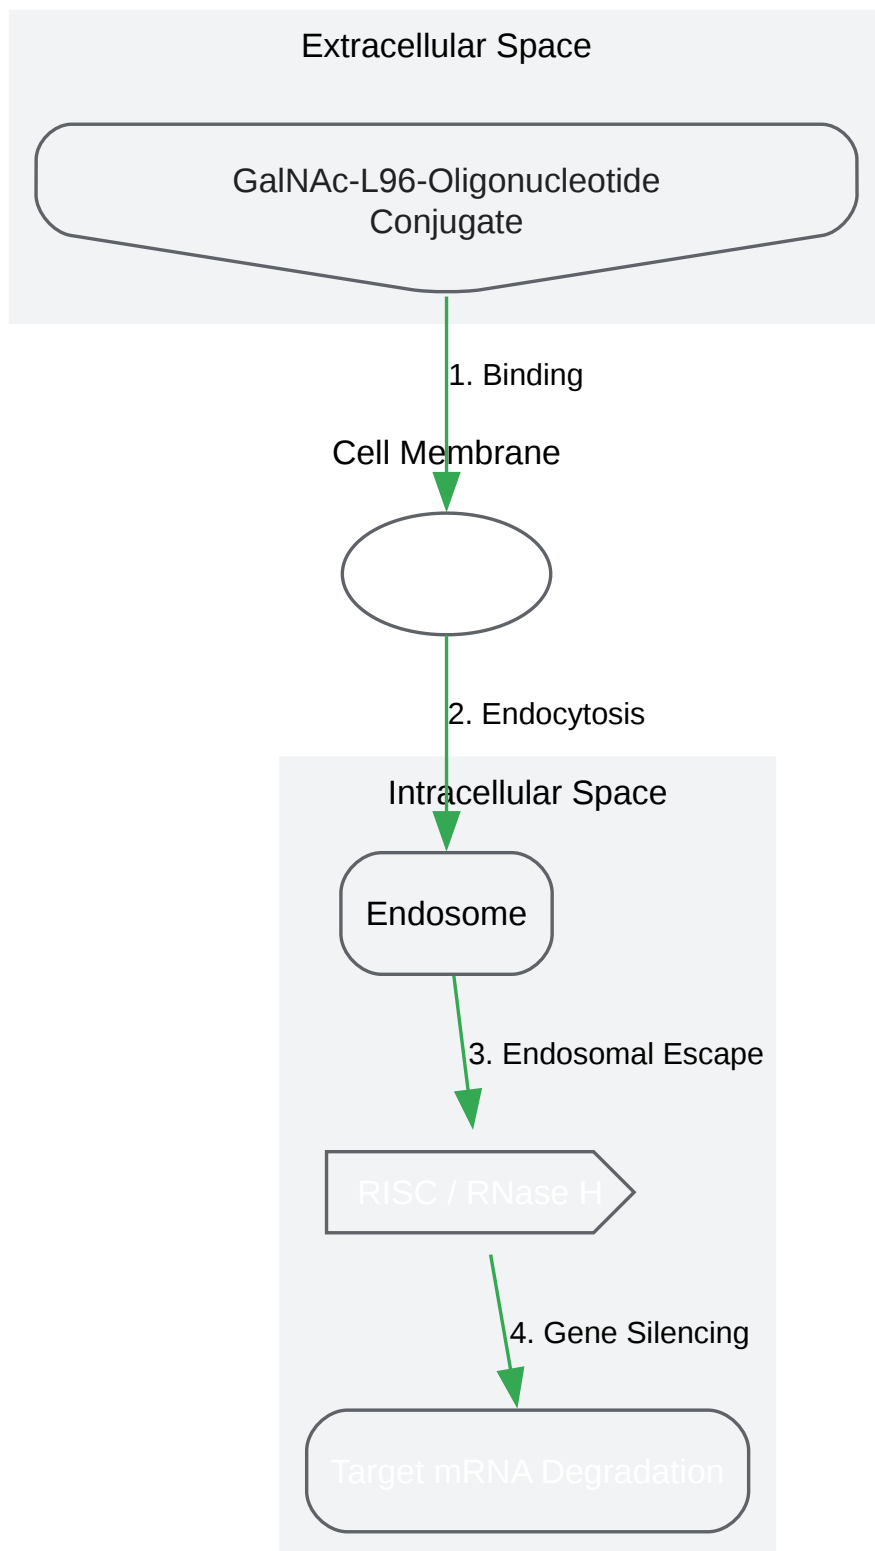 Extracellular Space
GalNAc-L96-Oligonucleotide
Conjugate
1. Binding
Cell Membrane
2. Endocytosis
Intracellular Space
Endosome
3. Endosomal Escape
RISC / RNase H
4. Gene Silencing
Target mRNA Degradation